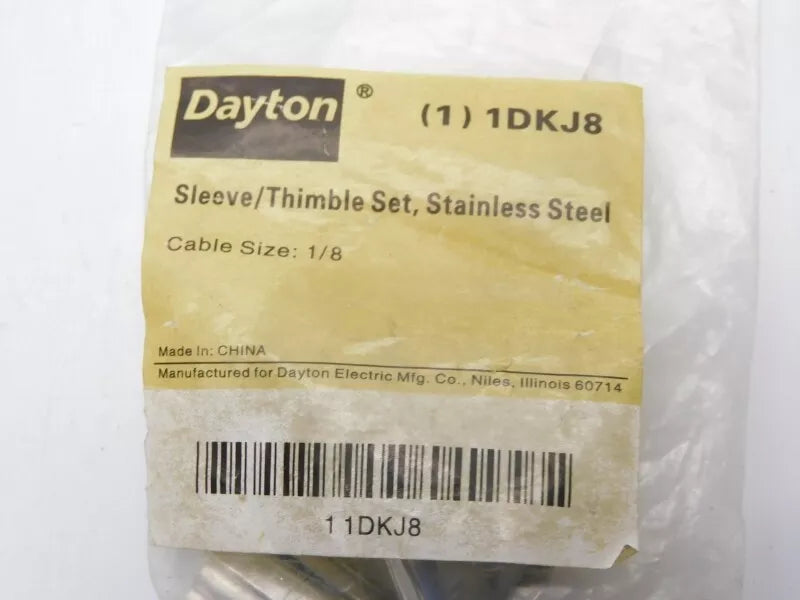 Dayton ® (1) 1DKJ8
Sleeve/Thimble Set, Stainless Steel
Cable Size: 1/8
Made In: CHINA
Manufactured for Dayton Electric Mfg. Co., Niles, Illinois 60714
1 1DKJ8